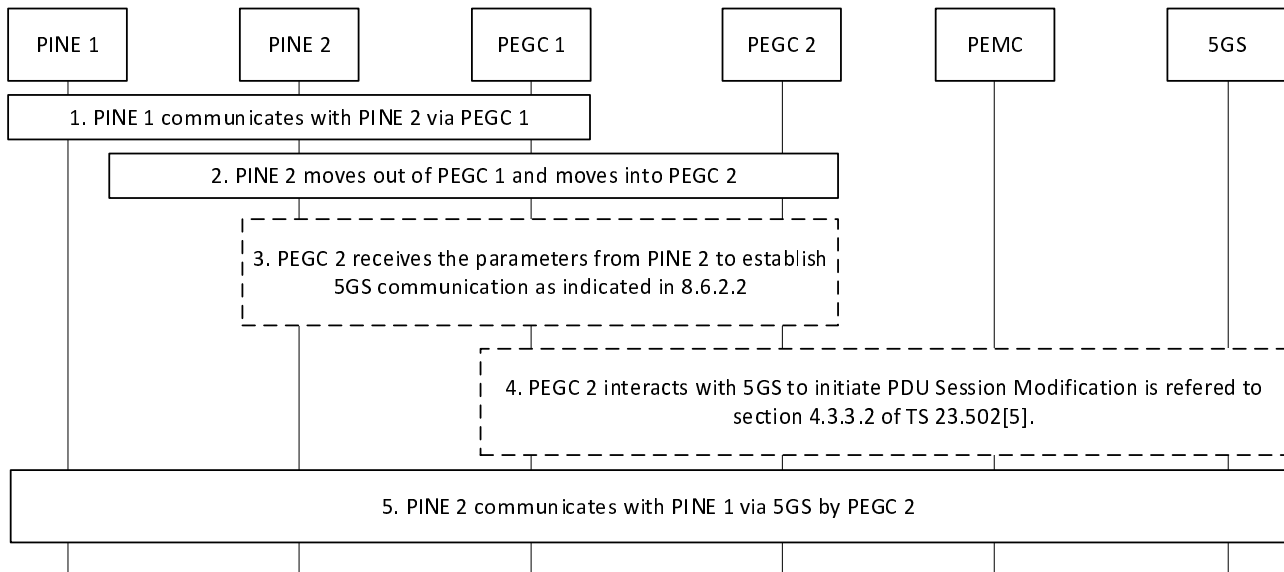 PINE 1
PINE 2
PEGC 1
PEGC 2
PEMC
5GS
1. PINE 1 communicates with PINE 2 via PEGC 1
2. PINE 2 moves out of PEGC 1 and moves into PEGC 2
3. PEGC 2 receives the parameters from PINE 2 to establish
5GS communication as indicated in 8.6.2.2
4. PEGC 2 interacts with 5GS to initiate PDU Session Modification is refered to
section 4.3.3.2 of TS 23.502[5].
5. PINE 2 communicates with PINE 1 via 5GS by PEGC 2